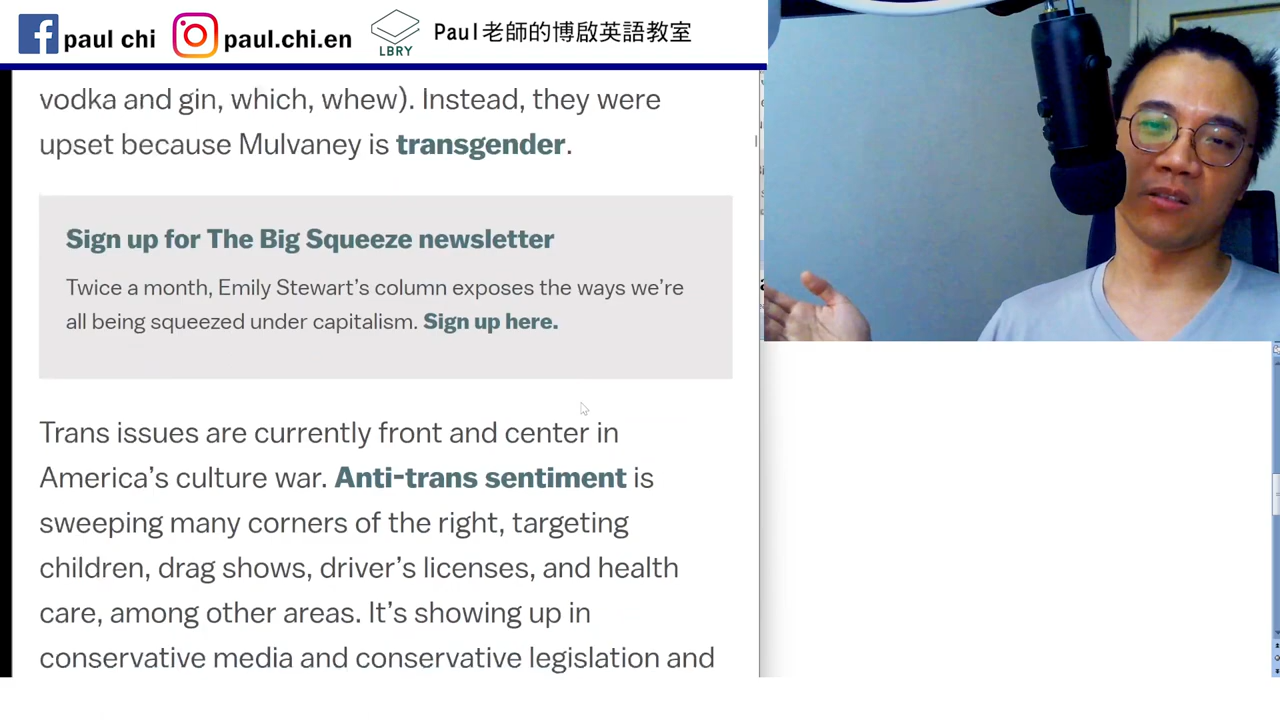 paul chi
paul.chi.en
LBRY
Paul老師的博啟英語教室
vodka and gin, which, whew). Instead, they were
upset because Mulvaney is transgender.
Sign up for The Big Squeeze newsletter
Twice a month, Emily Stewart’s column exposes the ways we’re
all being squeezed under capitalism. Sign up here.
Trans issues are currently front and center in
America’s culture war. Anti-trans sentiment is
sweeping many corners of the right, targeting
children, drag shows, driver’s licenses, and health
care, among other areas. It’s showing up in
conservative media and conservative legislation and